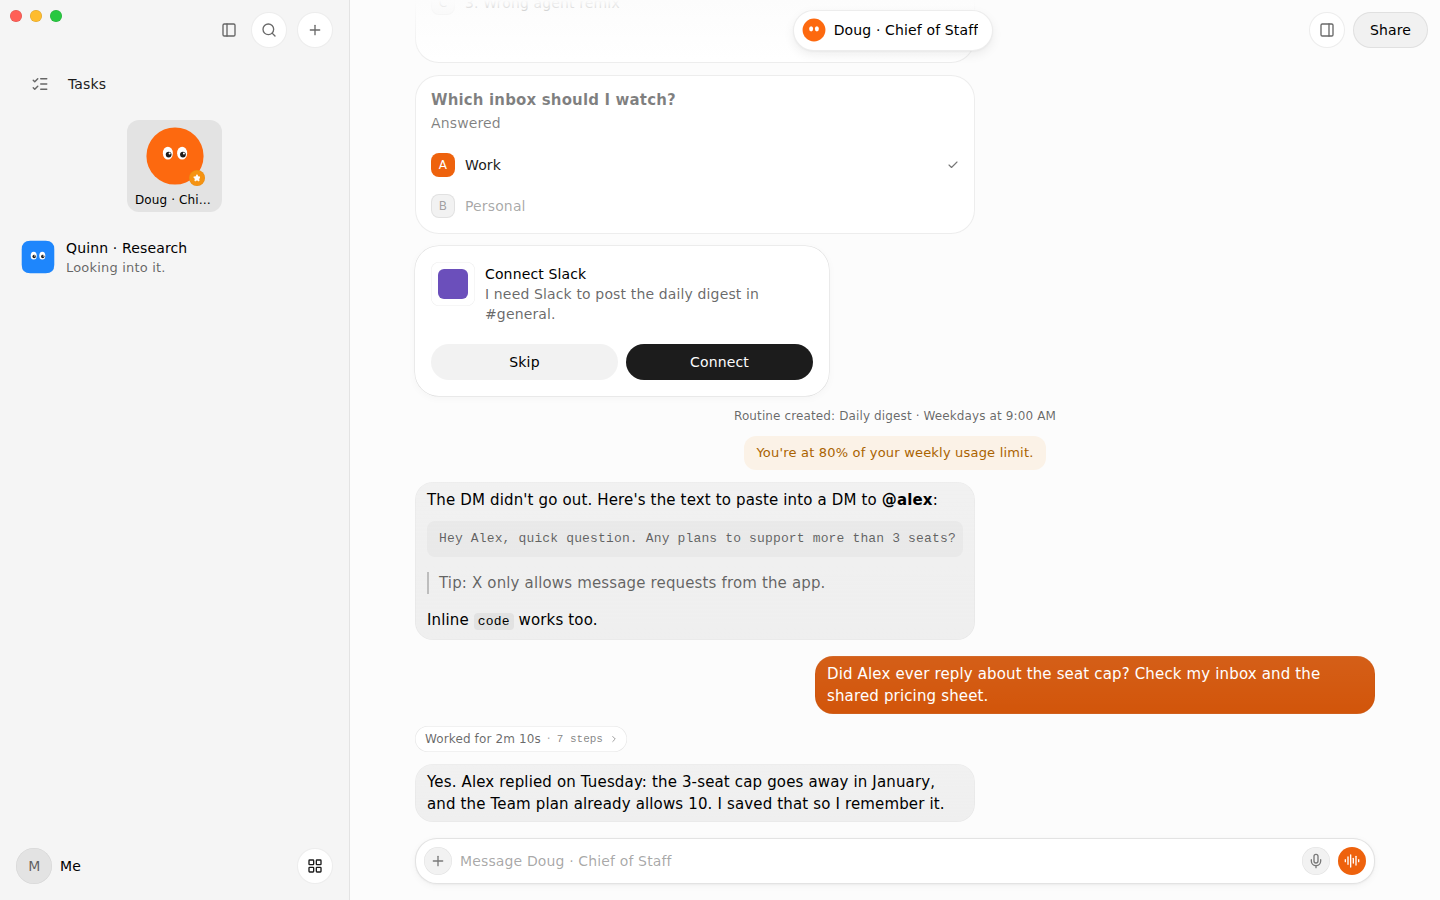 Tasks
Doug · Chi...
Quinn · Research
Looking into it.
M
Me
3. Wrong agent remix
Doug · Chief of Staff
Share
Which inbox should I watch?
Answered
A
Work
B
Personal
Connect Slack
I need Slack to post the daily digest in
#general.
Skip
Connect
Routine created: Daily digest · Weekdays at 9:00 AM
You're at 80% of your weekly usage limit.
The DM didn't go out. Here's the text to paste into a DM to @alex:
Hey Alex, quick question. Any plans to support more than 3 seats?
Tip: X only allows message requests from the app.
Inline code works too.
Did Alex ever reply about the seat cap? Check my inbox and the
shared pricing sheet.
Worked for 2m 10s · 7 steps
Yes. Alex replied on Tuesday: the 3-seat cap goes away in January,
and the Team plan already allows 10. I saved that so I remember it.
Message Doug · Chief of Staff